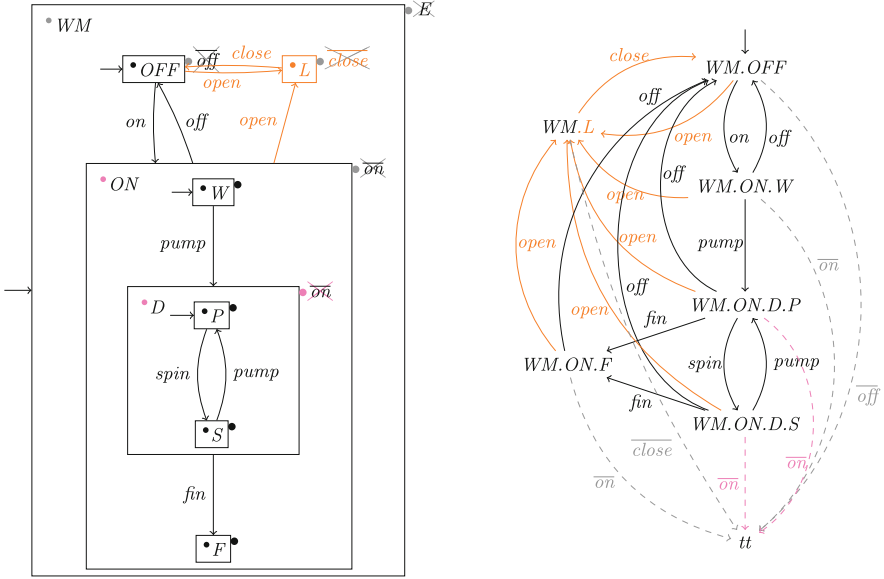 E
WM
OFF
off
close
open
L
close
on
off
open
on
ON
W
pump
on
D
P
spin
pump
S
fin
F
WM.OFF
close
off
WM.L
open
on
off
off
WM.ON.W
open
open
open
pump
on
off
WM.ON.D.P
open
fin
WM.ON.F
spin
pump
fin
off
WM.ON.D.S
close
on
on
on
tt